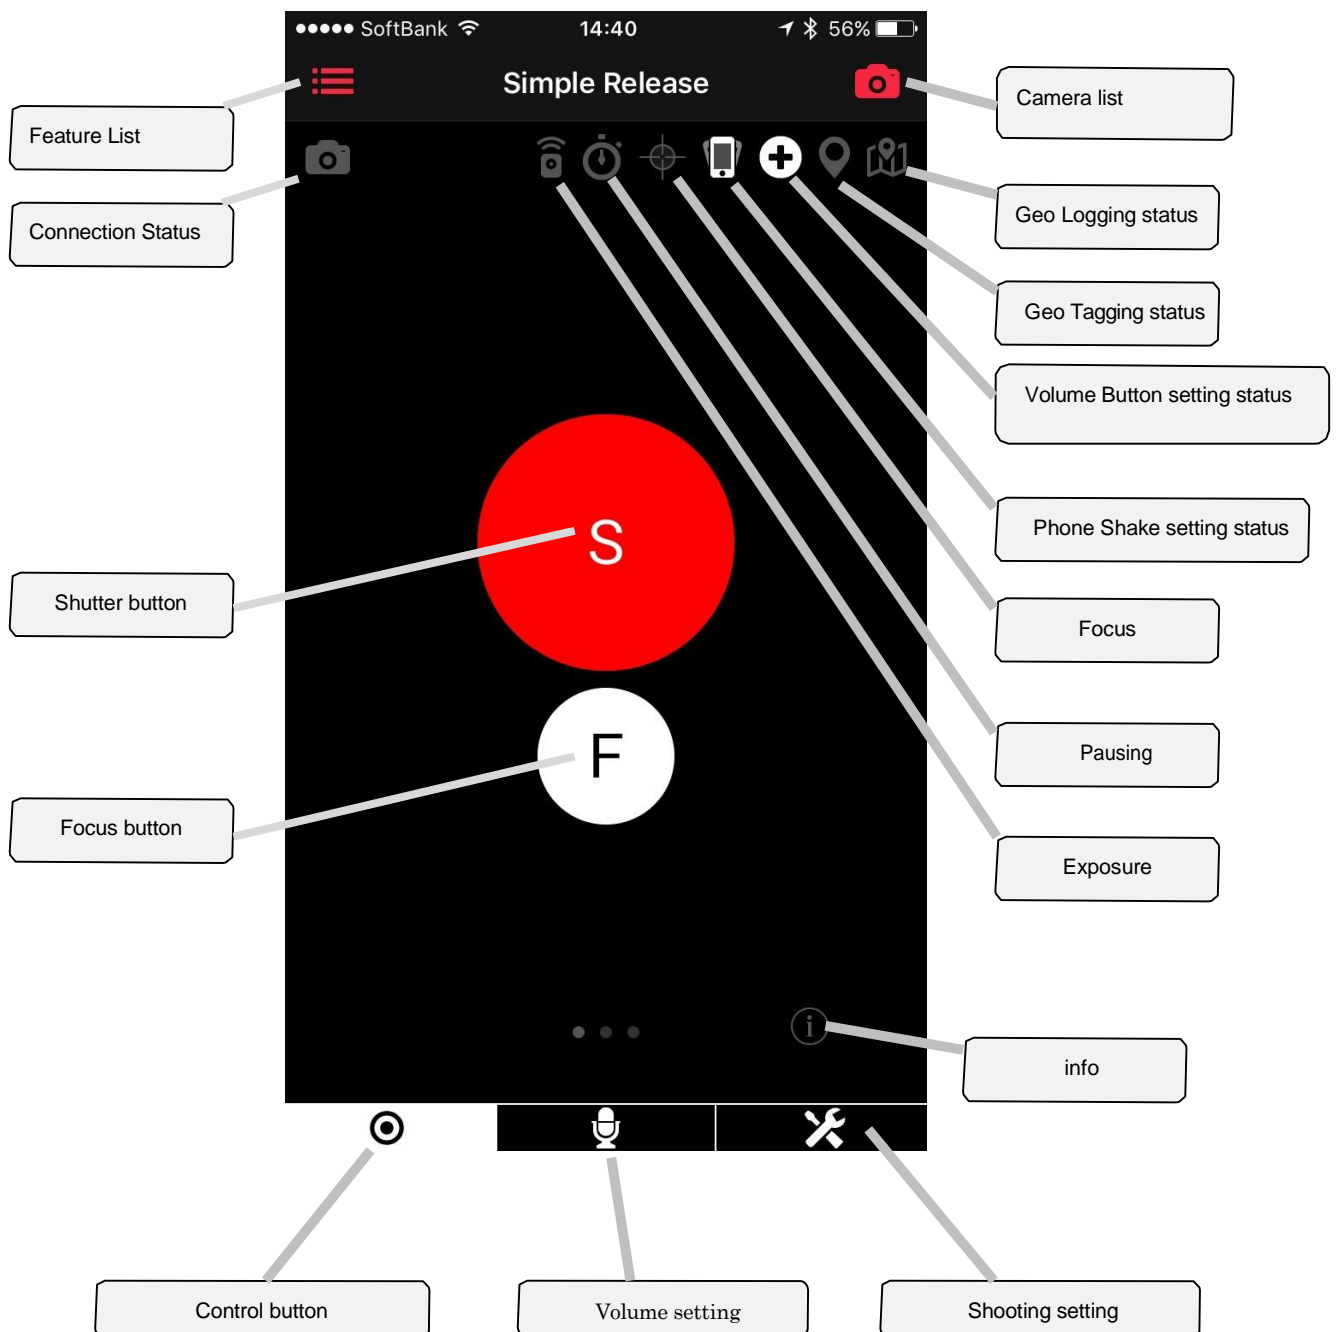 SoftBank 14:40 56%
Simple Release
Feature List
Camera list
Connection Status
Geo Logging status
Geo Tagging status
Volume Button setting status
Phone Shake setting status
S
Shutter button
Focus
F
Pausing
Focus button
Exposure
i
info
Control button
Volume setting
Shooting setting